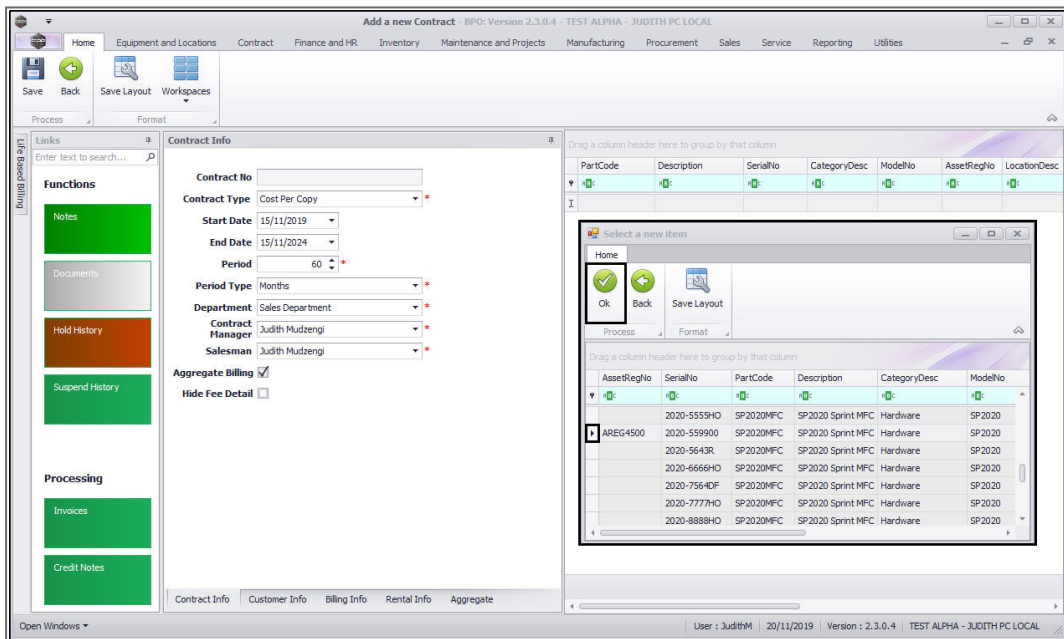 Add a new Contract - BPO: Version 2.3.0.4 - TEST ALPHA - JUDITH PC LOCAL
Home Equipment and Locations Contract Finance and HR Inventory Maintenance and Projects Manufacturing Procurement Sales Service Reporting Utilities
Save Back Save Layout Workspaces
Process Format
Life Based Billing
Links
Enter text to search...
Functions
Notes
Documents
Hold History
Suspend History
Processing
Invoices
Credit Notes
Contract Info
Contract No
Contract Type Cost Per Copy *
Start Date 15/11/2019
End Date 15/11/2024
Period 60 *
Period Type Months *
Department Sales Department *
Contract
Manager Judith Mudzengi *
Salesman Judith Mudzengi *
Aggregate Billing
Hide Fee Detail
Contract Info Customer Info Billing Info Rental Info Aggregate
Drag a column header here to group by that column
PartCode Description SerialNo CategoryDesc ModelNo AssetRegNo LocationDesc
Select a new item
Home
Ok Back Save Layout
Process Format
Drag a column header here to group by that column
AssetRegNo SerialNo PartCode Description CategoryDesc ModelNo
2020-5555HO SP2020MFC SP2020 Sprint MFC Hardware SP2020
AREG4500 2020-559900 SP2020MFC SP2020 Sprint MFC Hardware SP2020
2020-5643R SP2020MFC SP2020 Sprint MFC Hardware SP2020
2020-6666HO SP2020MFC SP2020 Sprint MFC Hardware SP2020
2020-7564DF SP2020MFC SP2020 Sprint MFC Hardware SP2020
2020-7777HO SP2020MFC SP2020 Sprint MFC Hardware SP2020
2020-8888HO SP2020MFC SP2020 Sprint MFC Hardware SP2020
Open Windows
User : JudithM 20/11/2019 Version : 2.3.0.4 TEST ALPHA - JUDITH PC LOCAL